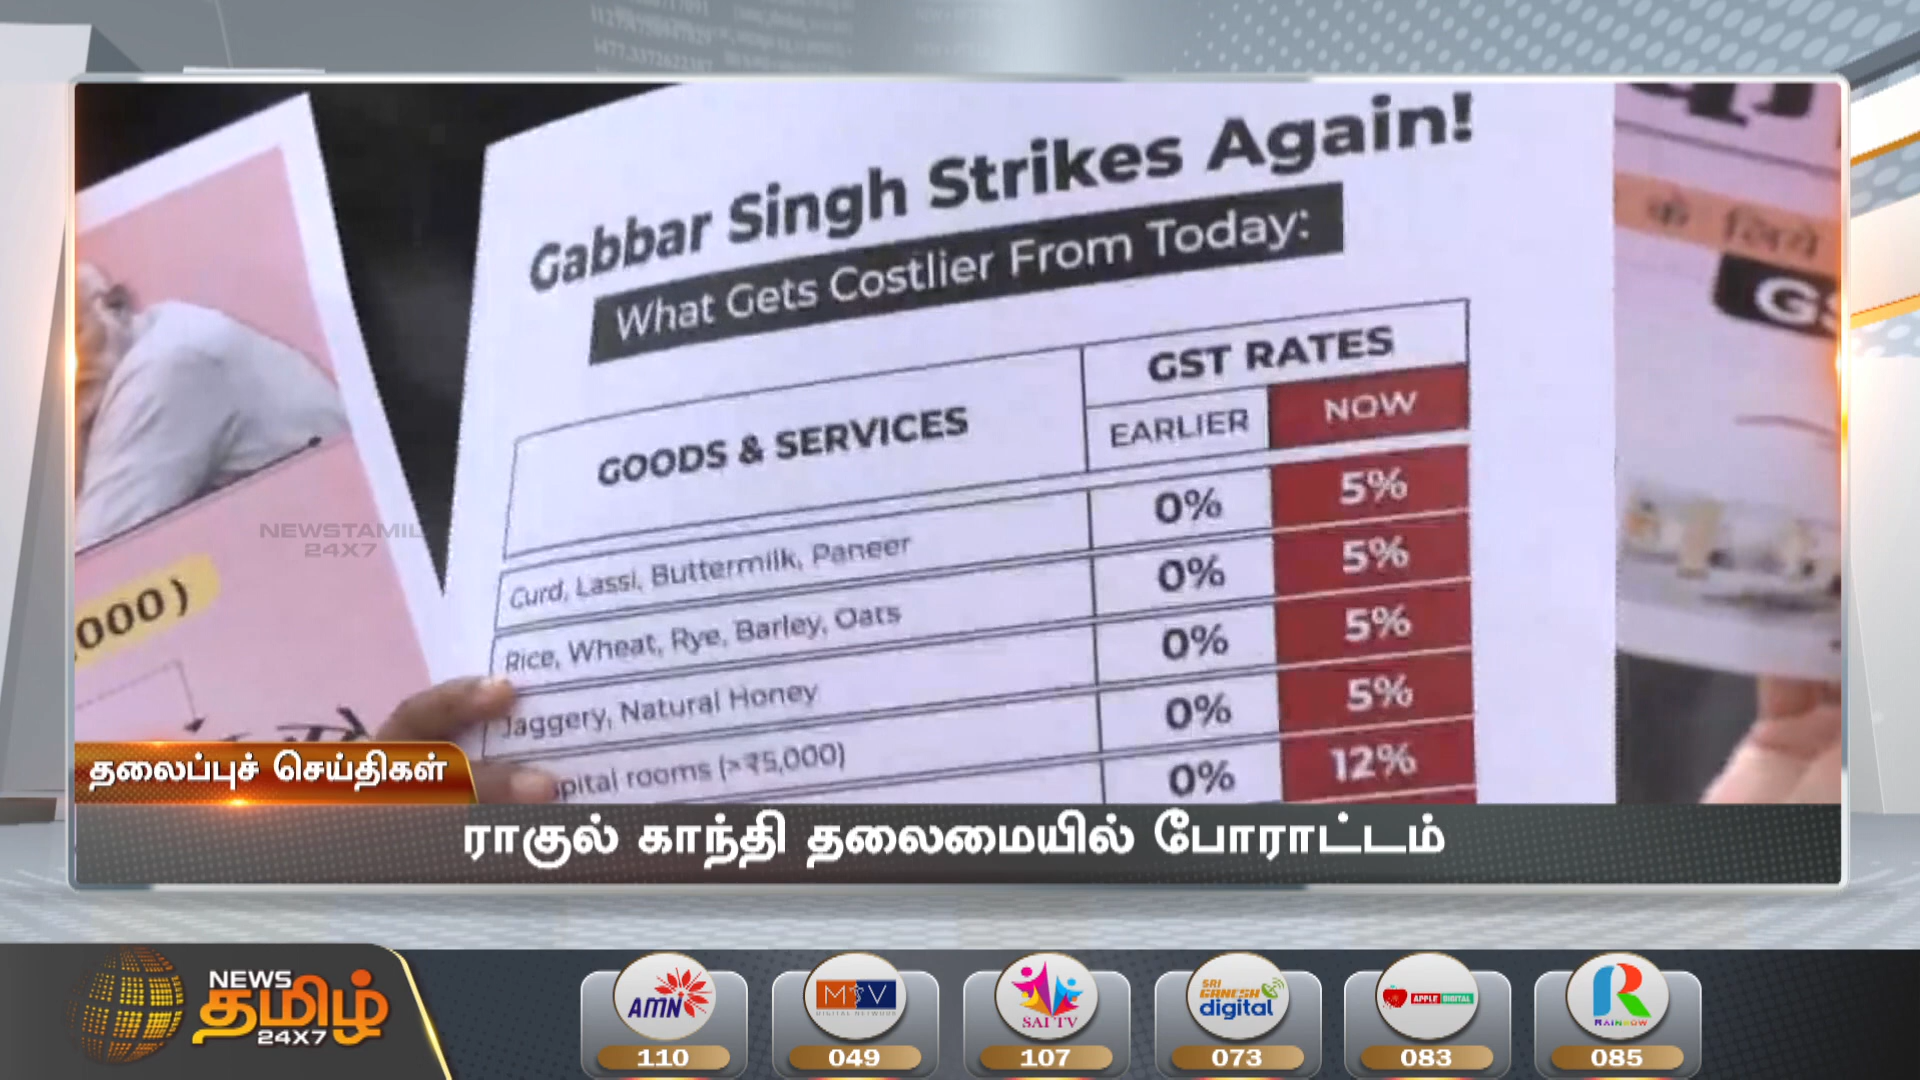 Gabbar Singh Strikes Again!
What Gets Costlier From Today:
GOODS & SERVICES
GST RATES
EARLIER NOW
Curd, Lassi, Buttermilk, Paneer 0% 5%
Rice, Wheat, Rye, Barley, Oats 0% 5%
Jaggery, Natural Honey 0% 5%
rooms (>₹5,000) 0% 5%
0% 12%
के लिये
000)
NEWSTAMIL
24X7
தலைப்புச் செய்திகள்
ராகுல் காந்தி தலைமையில் போராட்டம்
NEWS
தமிழ்
24X7
AMN
110
MSV
DIGITAL NETWORK
049
SAI TV
107
SRI
GANESH
digital
073
APPLE DIGITAL
083
RAINBOW
085